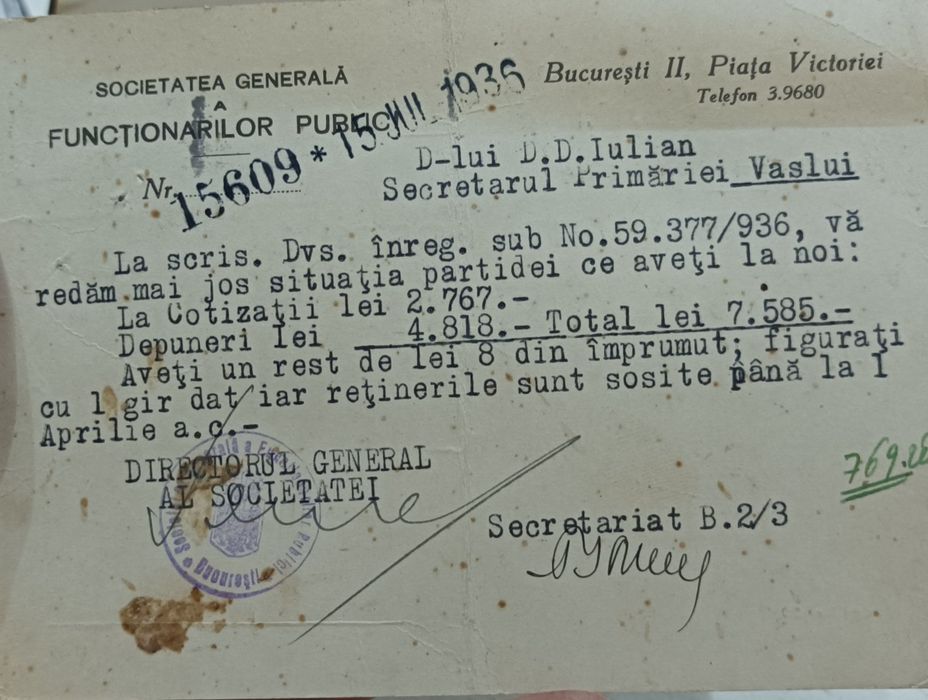 SOCIETATEA GENERALĂ
A
FUNCȚIONARILOR PUBLICI
București II, Piața Victoriei
Telefon 3.9680
Nr. 15609 * 15 IUL 1936
D-lui D.D.Iulian
Secretarul Primăriei Vaslui
La scris. Dvs. înreg. sub No.59.377/936, vă
redăm mai jos situația partidei ce aveți la noi:
La Cotizații lei 2.767.-
Depuneri lei 4.818.- Total lei 7.585.-
Aveți un rest de lei 8 din împrumut; figurați
cu 1 gir dat iar reținerile sunt sosite până la 1
Aprilie a.c.-
DIRECTORUL GENERAL
AL SOCIETATEI
București
Secretariat B.2/3